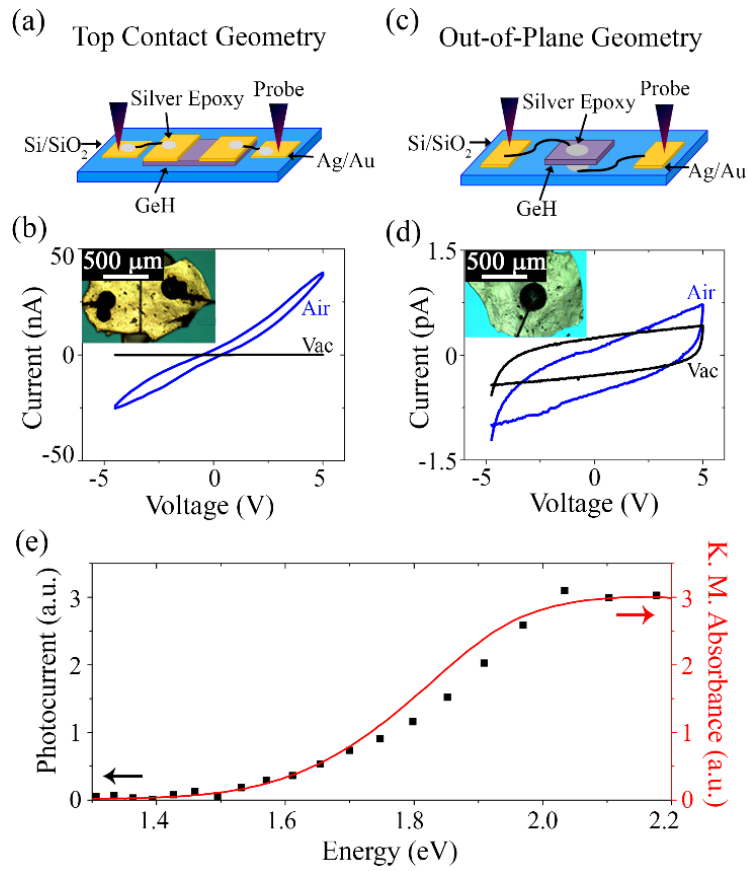 (a)
Top Contact Geometry
Silver Epoxy
Probe
Si/SiO2
Ag/Au
GeH
(c)
Out-of-Plane Geometry
Silver Epoxy
Probe
Si/SiO2
Ag/Au
GeH
(b)
50
500 μm
Air
0
Vac
-50
-5
0
5
Current (nA)
Voltage (V)
(d)
1.5
500 μm
Air
0
Vac
-1.5
-5
0
5
Current (pA)
Voltage (V)
(e)
3
2
1
0
Photocurrent (a.u.)
3
2
1
0
K. M. Absorbance
(a.u.)
1.4
1.6
1.8
2.0
2.2
Energy (eV)